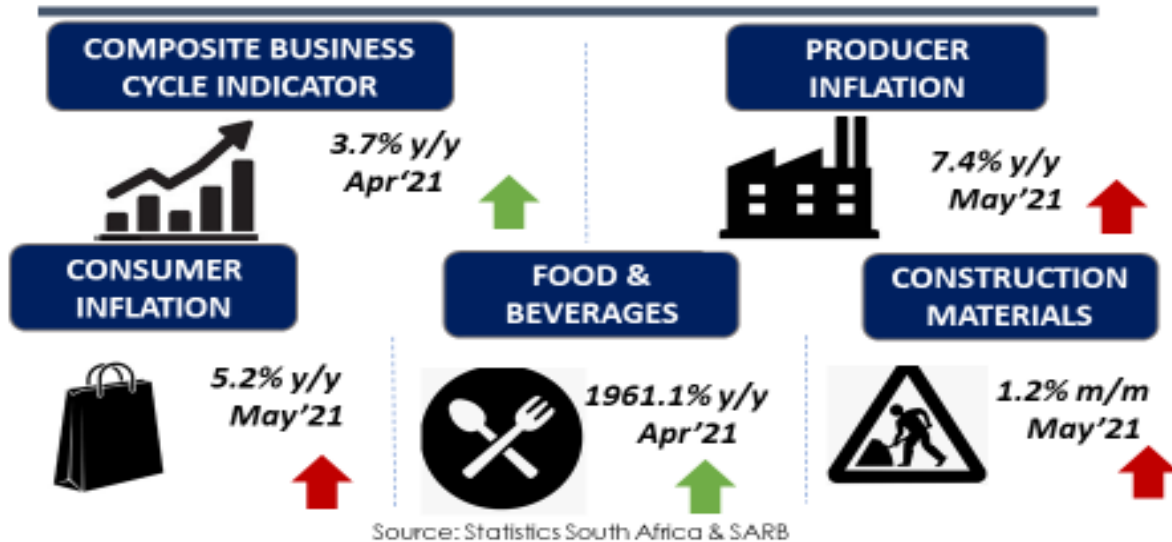 COMPOSITE BUSINESS
CYCLE INDICATOR
3.7% y/y
Apr‘21
PRODUCER
INFLATION
7.4% y/y
May’21
CONSUMER
INFLATION
5.2% y/y
May’21
FOOD &
BEVERAGES
1961.1% y/y
Apr’21
CONSTRUCTION
MATERIALS
1.2% m/m
May’21
Source: Statistics South Africa & SARB